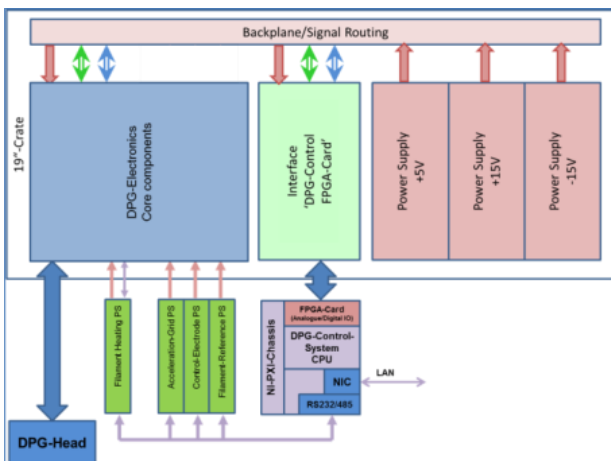 Backplane/Signal Routing
19"-Crate
DPG-Electronics
Core components
Interface
'DPG-Control
FPGA-Card'
Power Supply
+5V
Power Supply
+15V
Power Supply
-15V
Filament Heating PS
Acceleration-Grid PS
Control-Electrode PS
Filament-Reference PS
NI-PXI-Chassis
FPGA-Card
(Analogue/Digital IO)
DPG-Control-
System
CPU
NIC
RS232/485
LAN
DPG-Head